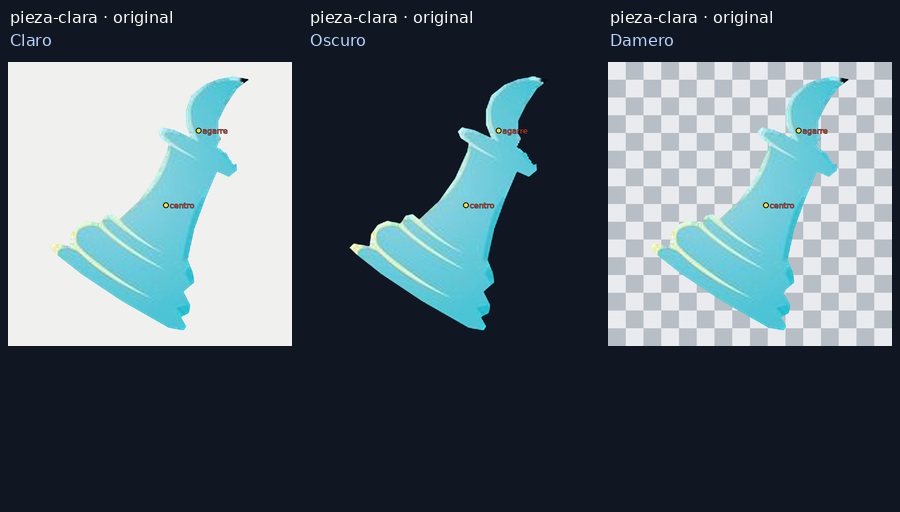 pieza-clara · original
Claro
agarre
centro
pieza-clara · original
Oscuro
agarre
centro
pieza-clara · original
Damero
agarre
centro